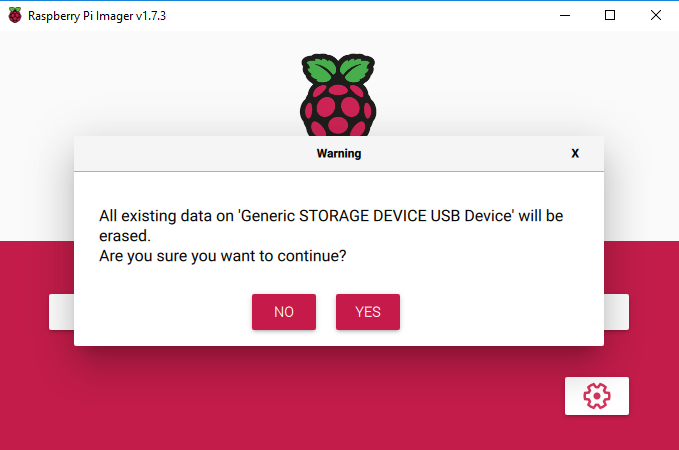 Raspberry Pi Imager v1.7.3
Warning
X
All existing data on 'Generic STORAGE DEVICE USB Device' will be
erased.
Are you sure you want to continue?
NO YES